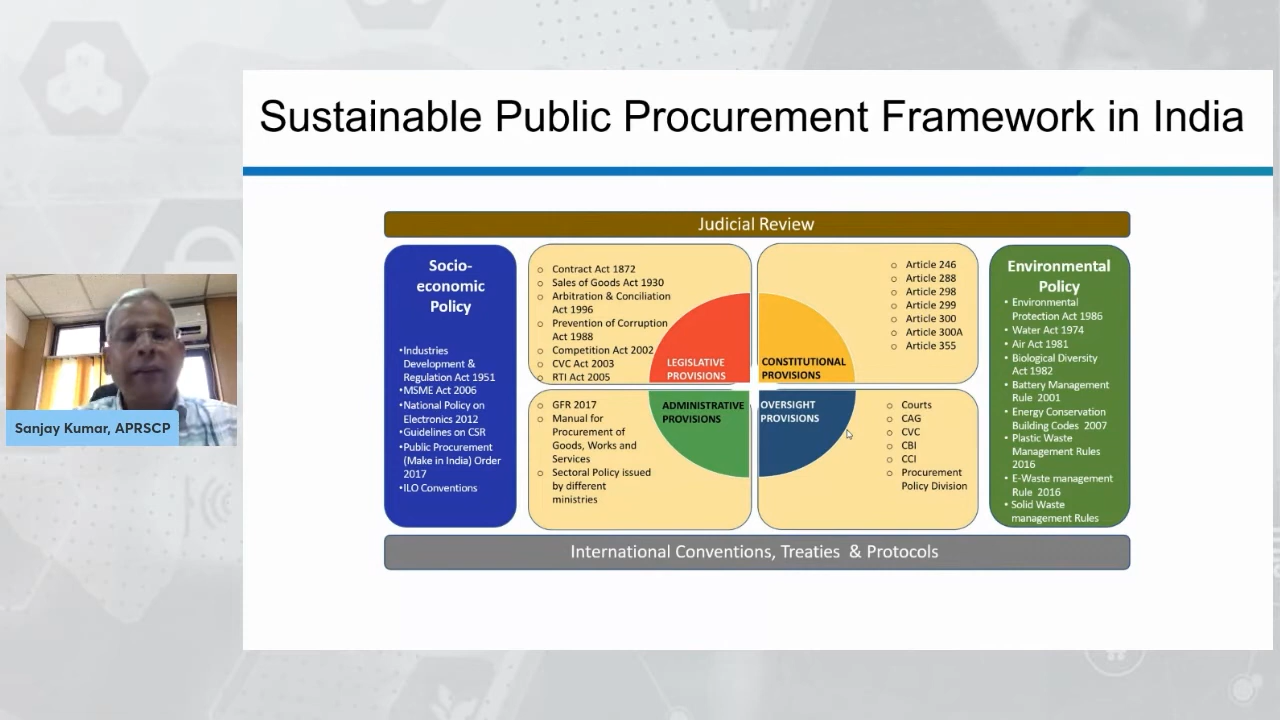 Sustainable Public Procurement Framework in India
Judicial Review
Socio-
economic
Policy
•Industries
Development &
Regulation Act 1951
•MSME Act 2006
•National Policy on
Electronics 2012
•Guidelines on CSR
•Public Procurement
(Make in India) Order
2017
•ILO Conventions
o Contract Act 1872
o Sales of Goods Act 1930
o Arbitration & Conciliation
Act 1996
o Prevention of Corruption
Act 1988
o Competition Act 2002
o CVC Act 2003
o RTI Act 2005
LEGISLATIVE
PROVISIONS
o Article 246
o Article 288
o Article 298
o Article 299
o Article 300
o Article 300A
o Article 355
CONSTITUTIONAL
PROVISIONS
o GFR 2017
o Manual for
Procurement of
Goods, Works and
Services
o Sectoral Policy issued
by different
ministries
ADMINISTRATIVE
PROVISIONS
OVERSIGHT
PROVISIONS
o Courts
o CAG
o CVC
o CBI
o CCI
o Procurement
Policy Division
Environmental
Policy
• Environmental
Protection Act 1986
• Water Act 1974
• Air Act 1981
• Biological Diversity
Act 1982
• Battery Management
Rule 2001
• Energy Conservation
Building Codes 2007
• Plastic Waste
Management Rules
2016
• E-Waste management
Rule 2016
• Solid Waste
management Rules
International Conventions, Treaties & Protocols
Sanjay Kumar, APRSCP